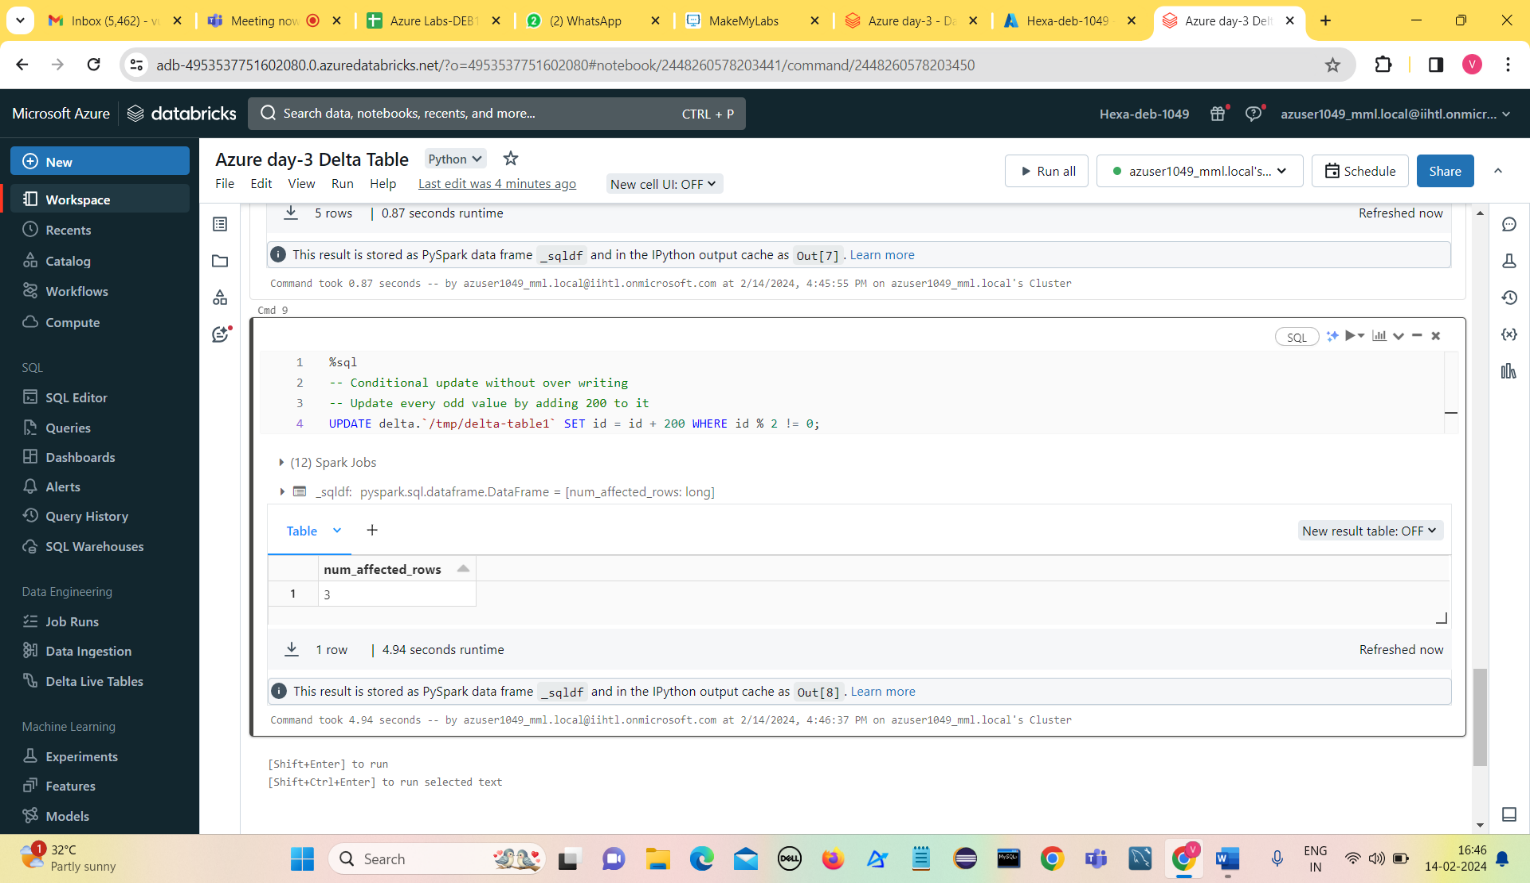 Inbox (5,462) - v
Meeting now
Azure Labs-DEB1
(2) WhatsApp
MakeMyLabs
Azure day-3 - Da
Hexa-deb-1049
Azure day-3 Delt
adb-4953537751602080.0.azuredatabricks.net/?o=4953537751602080#notebook/2448260578203441/command/2448260578203450
V
Microsoft Azure
databricks
Search data, notebooks, recents, and more...
CTRL + P
Hexa-deb-1049
azuser1049_mml.local@iihtl.onmicr...
New
Workspace
Recents
Catalog
Workflows
Compute
SQL
SQL Editor
Queries
Dashboards
Alerts
Query History
SQL Warehouses
Data Engineering
Job Runs
Data Ingestion
Delta Live Tables
Machine Learning
Experiments
Features
Models
Azure day-3 Delta Table
Python
File Edit View Run Help
Last edit was 4 minutes ago
New cell UI: OFF
Run all
azuser1049_mml.local's...
Schedule
Share
5 rows | 0.87 seconds runtime
Refreshed now
This result is stored as PySpark data frame _sqldf and in the IPython output cache as Out[7]. Learn more
Command took 0.87 seconds -- by azuser1049_mml.local@iihtl.onmicrosoft.com at 2/14/2024, 4:45:55 PM on azuser1049_mml.local's Cluster
Cmd 9
SQL
1 %sql
2 -- Conditional update without over writing
3 -- Update every odd value by adding 200 to it
4 UPDATE delta.`/tmp/delta-table1` SET id = id + 200 WHERE id % 2 != 0;
(12) Spark Jobs
_sqldf: pyspark.sql.dataframe.DataFrame = [num_affected_rows: long]
Table
+
New result table: OFF
num_affected_rows
1 3
1 row | 4.94 seconds runtime
Refreshed now
This result is stored as PySpark data frame _sqldf and in the IPython output cache as Out[8]. Learn more
Command took 4.94 seconds -- by azuser1049_mml.local@iihtl.onmicrosoft.com at 2/14/2024, 4:46:37 PM on azuser1049_mml.local's Cluster
[Shift+Enter] to run
[Shift+Ctrl+Enter] to run selected text
1
32°C
Partly sunny
Search
DELL
MySQL
V
ENG
IN
16:46
14-02-2024